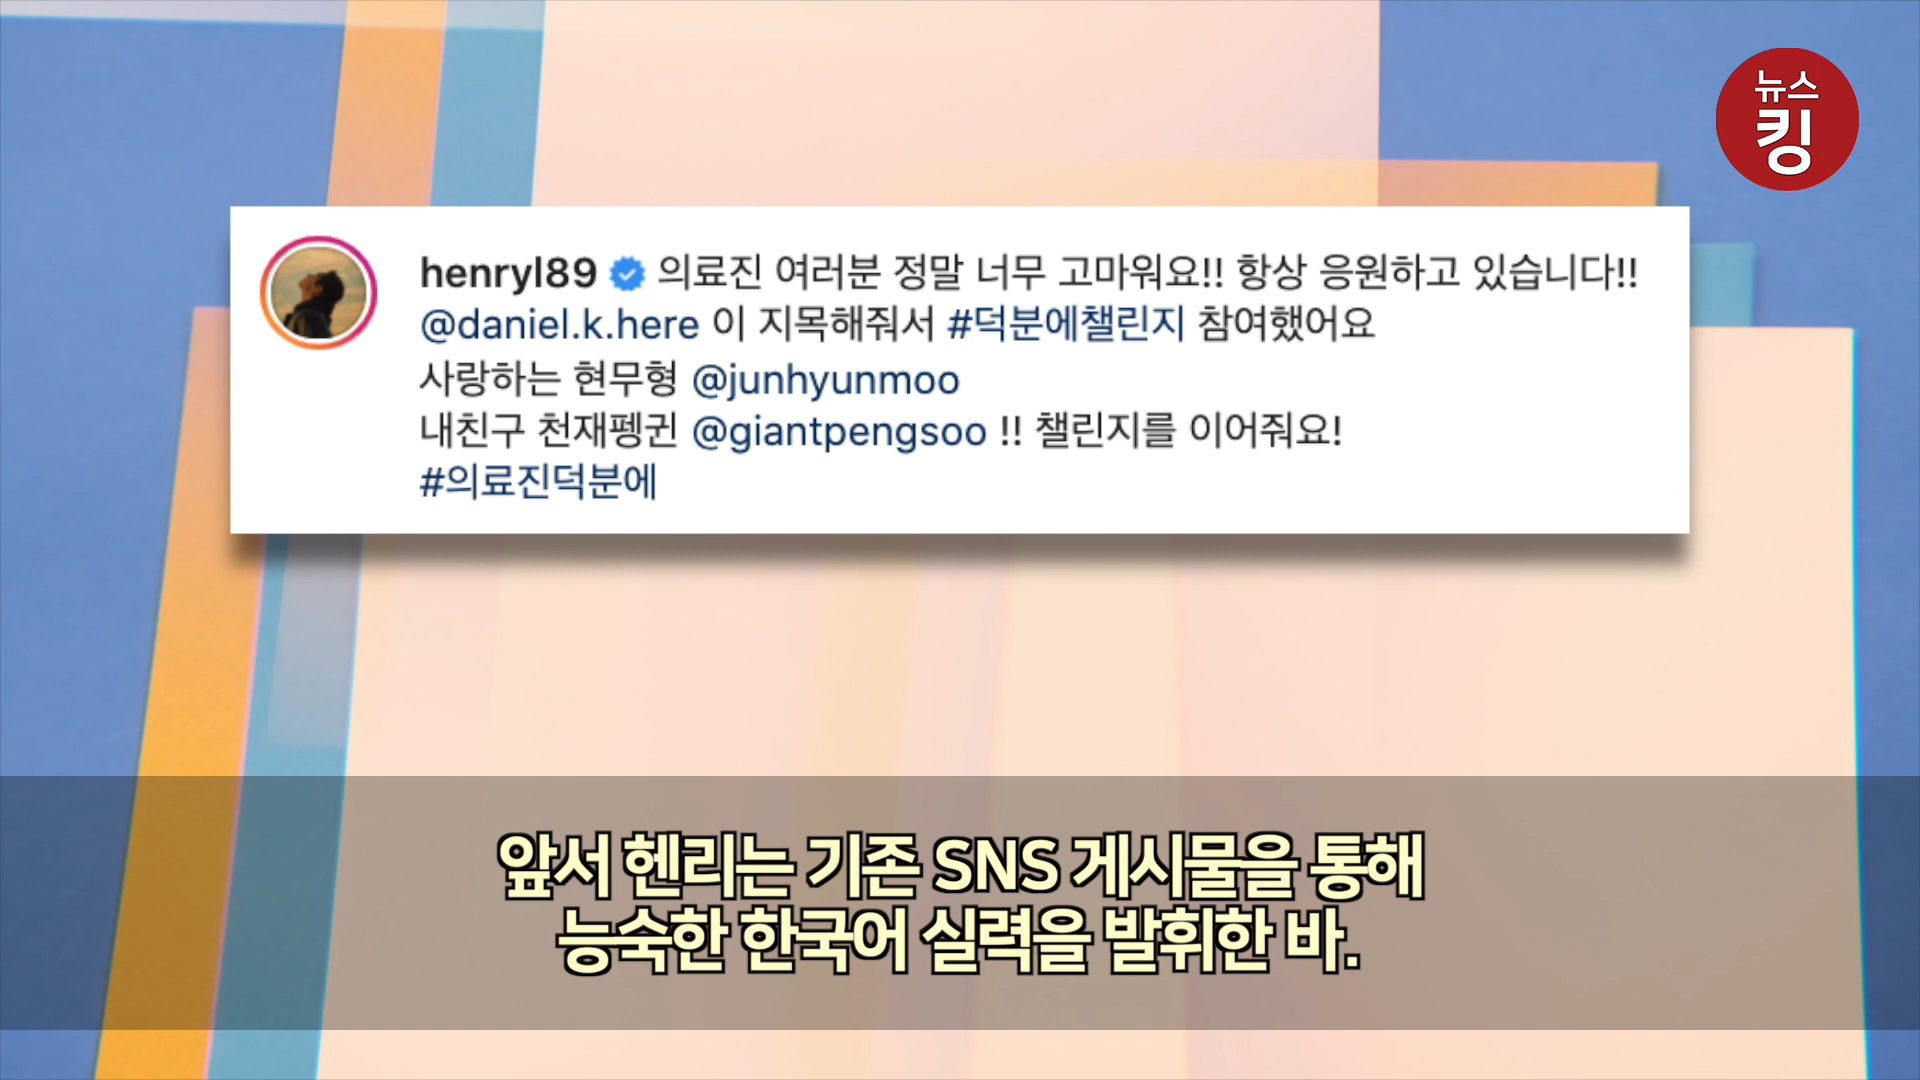 뉴스
킹
henryl89 의료진 여러분 정말 너무 고마워요!! 항상 응원하고 있습니다!!
@daniel.k.here 이 지목해줘서 #덕분에챌린지 참여했어요
사랑하는 현무형 @junhyunmoo
내친구 천재펭귄 @giantpengsoo !! 챌린지를 이어줘요!
#의료진덕분에
앞서 헨리는 기존 SNS 게시물을 통해
능숙한 한국어 실력을 발휘한 바.